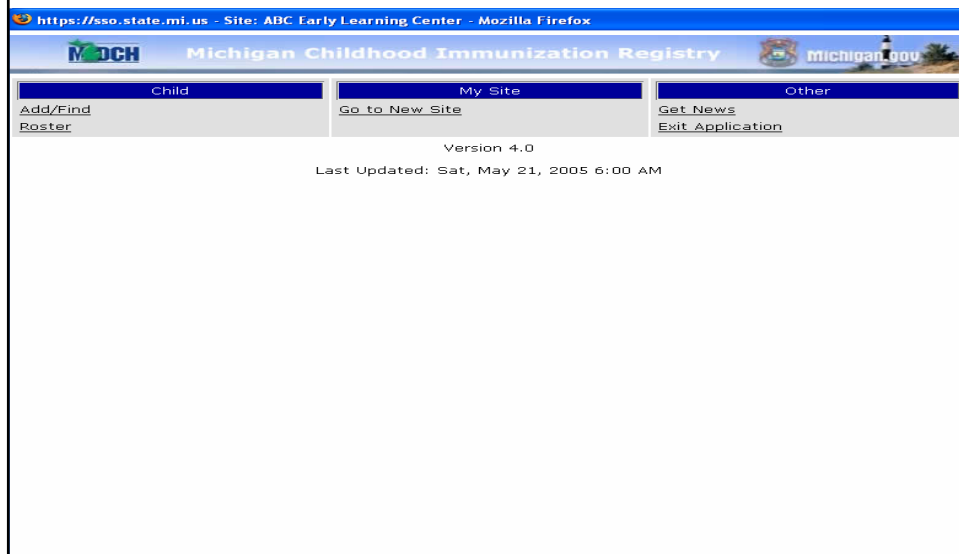 https://sso.state.mi.us - Site: ABC Early Learning Center - Mozilla Firefox
MDCH Michigan Childhood Immunization Registry Michigan.gov
Child My Site Other
Add/Find Go to New Site Get News
Roster Exit Application
Version 4.0
Last Updated: Sat, May 21, 2005 6:00 AM